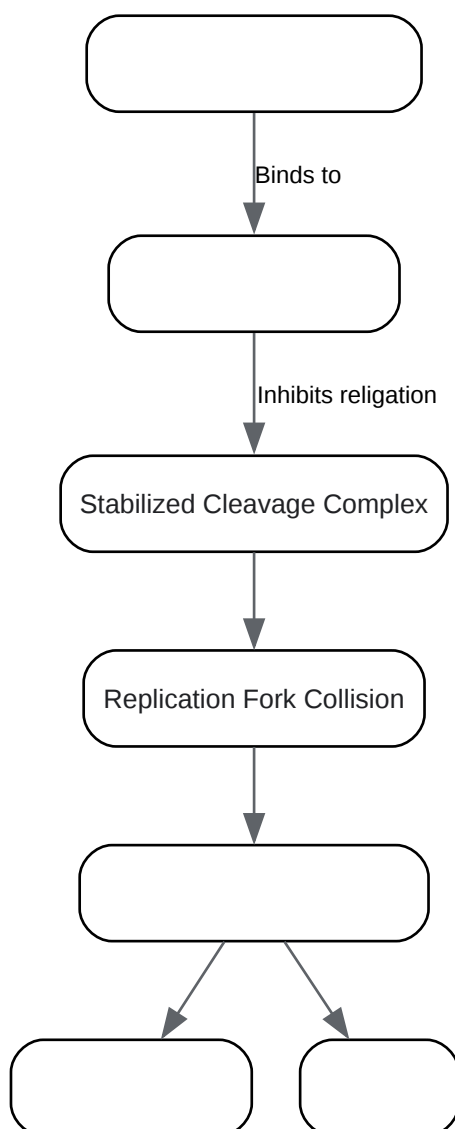 Binds to
Inhibits religation
Stabilized Cleavage Complex
Replication Fork Collision